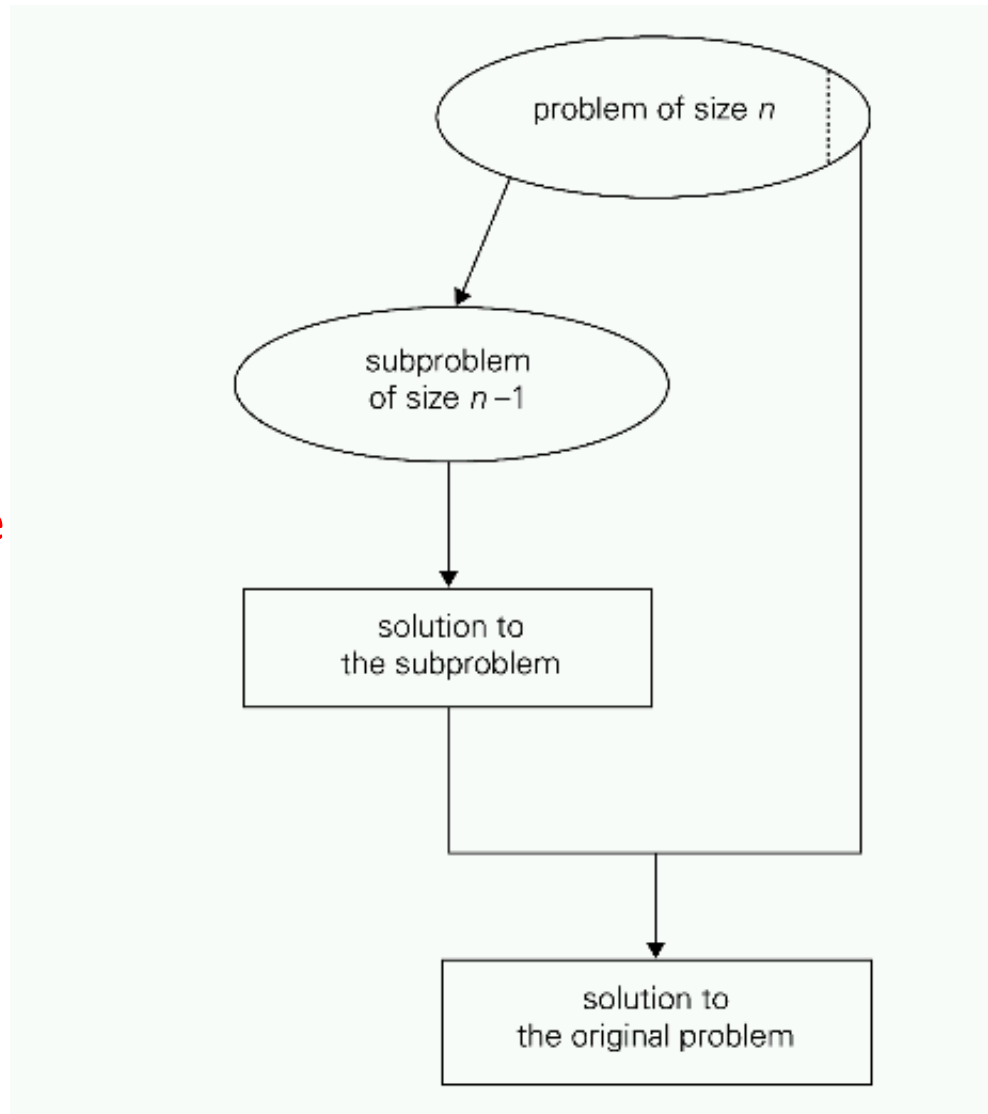 problem of size n
subproblem
of size n –1
e
solution to
the subproblem
solution to
the original problem